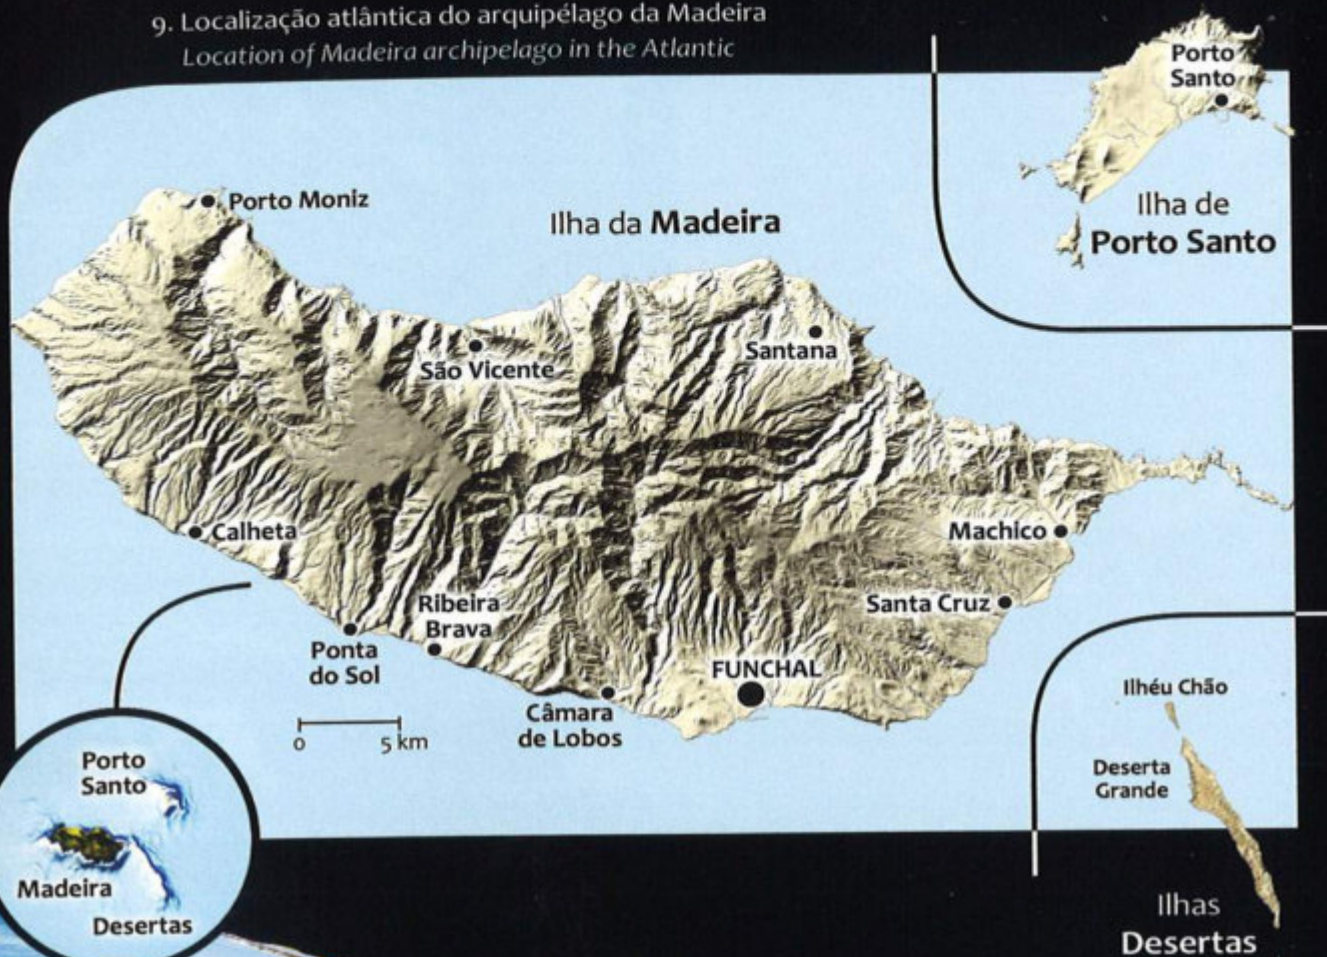 9. Localização atlântica do arquipélago da Madeira
Location of Madeira archipelago in the Atlantic
Porto
Santo
Ilha de
Porto Santo
Porto Moniz
Ilha da Madeira
São Vicente
Santana
Calheta
Machico
Ribeira
Brava
Santa Cruz
Ponta
do Sol
FUNCHAL
Câmara
de Lobos
0 5 km
Ilhéu Chão
Deserta
Grande
Ilhas
Desertas
Porto
Santo
Madeira
Desertas